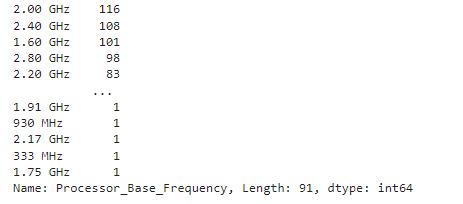 2.00 GHz    116
2.40 GHz    108
1.60 GHz    101
2.80 GHz     98
2.20 GHz     83
           ...
1.91 GHz      1
930 MHz       1
2.17 GHz      1
333 MHz       1
1.75 GHz      1
Name: Processor_Base_Frequency, Length: 91, dtype: int64